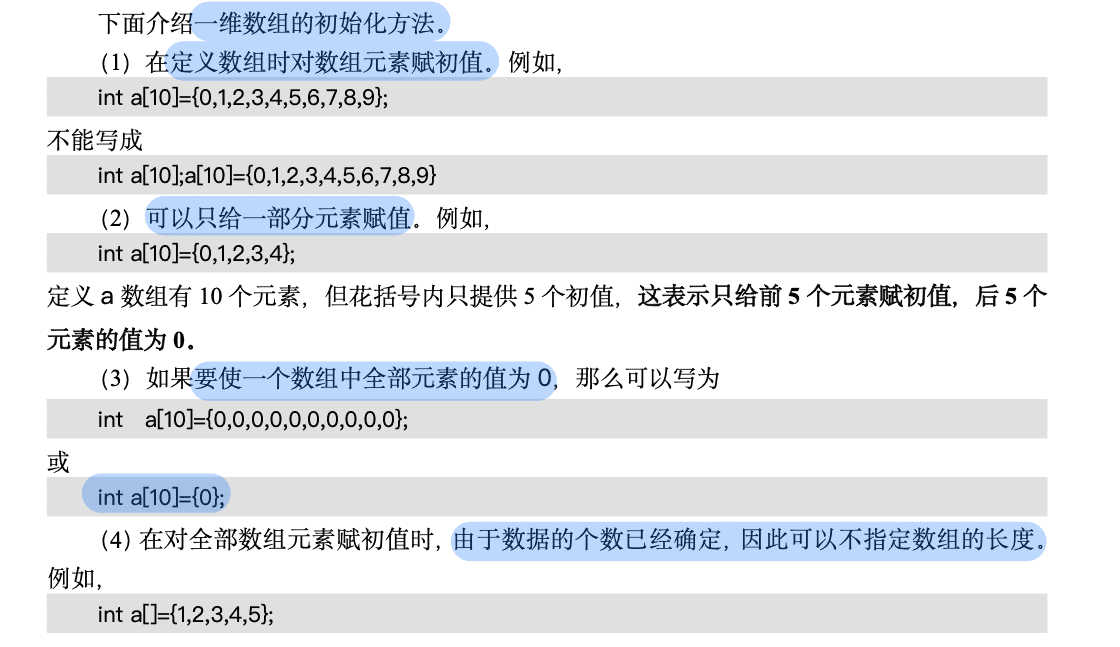 下面介绍一维数组的初始化方法。
（1）在定义数组时对数组元素赋初值。例如，
int a[10]={0,1,2,3,4,5,6,7,8,9};
不能写成
int a[10];a[10]={0,1,2,3,4,5,6,7,8,9}
（2）可以只给一部分元素赋值。例如，
int a[10]={0,1,2,3,4};
定义 a 数组有 10 个元素，但花括号内只提供 5 个初值，这表示只给前 5 个元素赋初值，后 5 个
元素的值为 0．
（3）如果要使一个数组中全部元素的值为 0，那么可以写为
int a[10]={0,0,0,0,0,0,0,0,0,0};
或
int a[10]={0};
（4）在对全部数组元素赋初值时，由于数据的个数已经确定，因此可以不指定数组的长度。
例如，
int a[]={1,2,3,4,5};